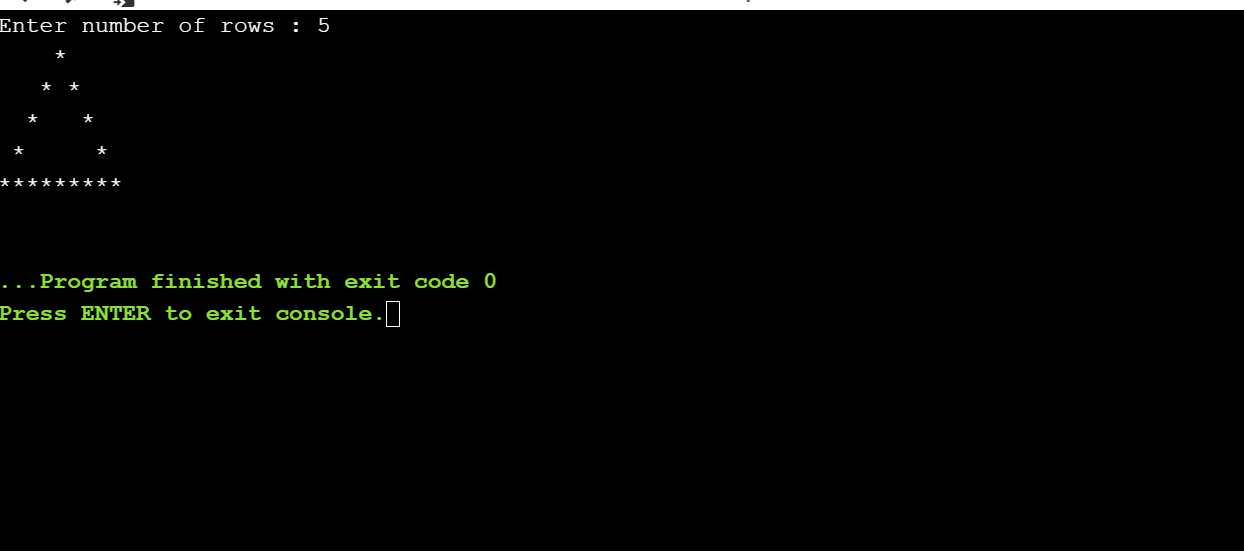 Enter number of rows : 5
    *
   * *
  *   *
 *     *
*********
...Program finished with exit code 0
Press ENTER to exit console.